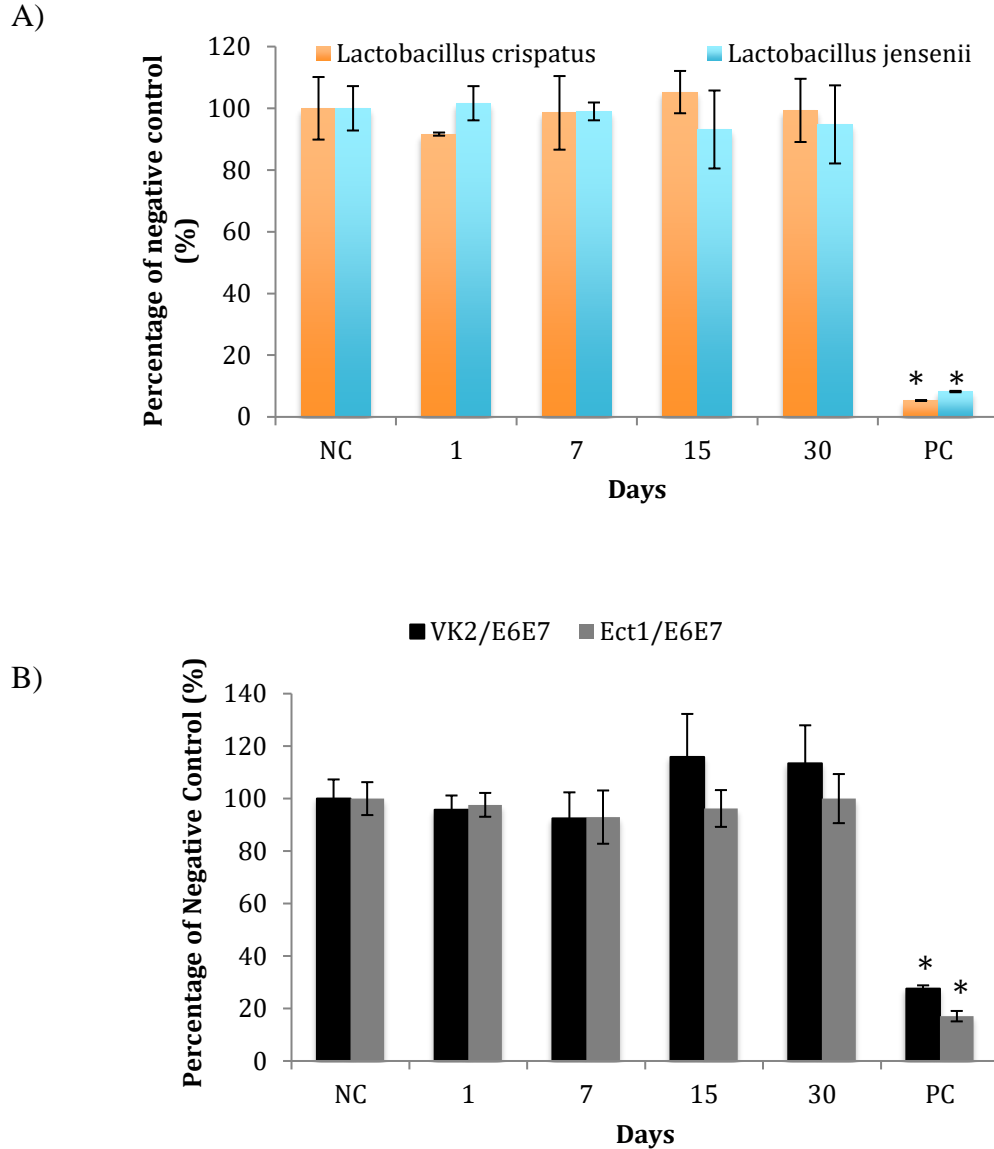 A)
Lactobacillus crispatus Lactobacillus jensenii
Percentage of negative control
(%)
120
100
80
60
40
20
0
* *
NC 1 7 15 30 PC
Days
VK2/E6E7 Ect1/E6E7
B)
Percentage of Negative Control (%)
140
120
100
80
60
40
20
0
* *
NC 1 7 15 30 PC
Days